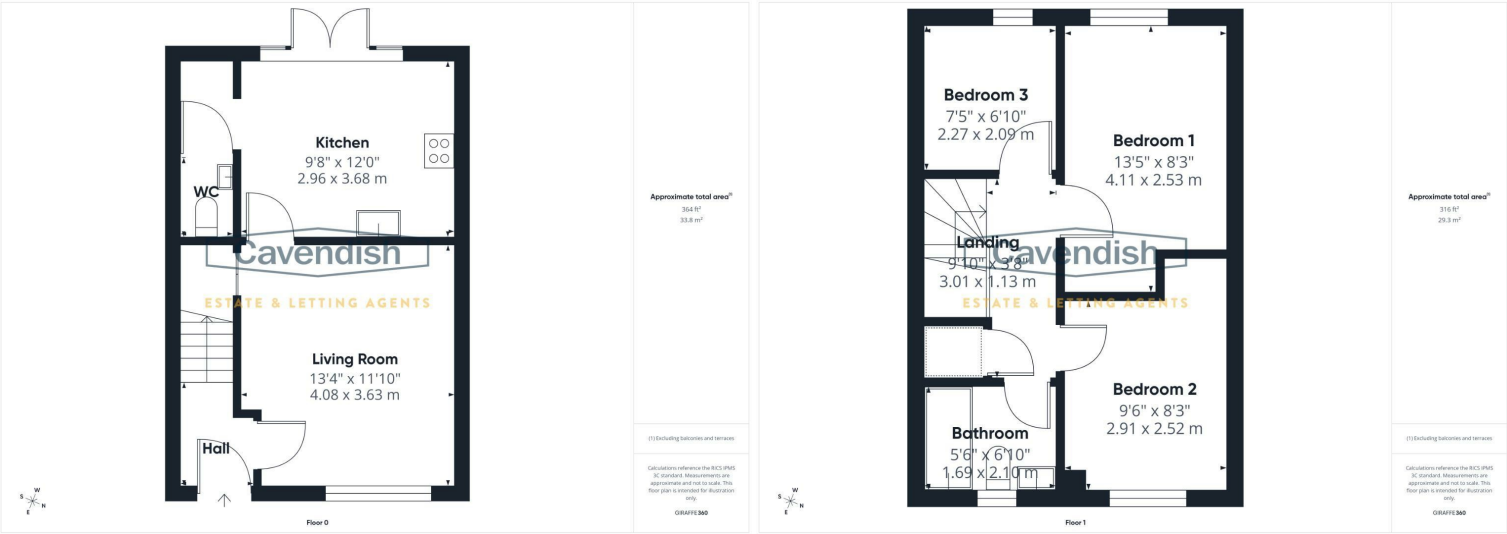 Kitchen
9'8" x 12'0"
2.96 x 3.68 m
WC
Cavendish
ESTATE & LETTING AGENTS
Living Room
13'4" x 11'10"
4.08 x 3.63 m
Hall
Floor 0
W
S
N
E
Approximate total area(1)
364 ft²
33.8 m²
(1) Excluding balconies and terraces
Calculations reference the RICS IPMS
3C standard. Measurements are
approximate and not to scale. This
floor plan is intended for illustration
only.
GIRAFFE360
Bedroom 3
7'5" x 6'10"
2.27 x 2.09 m
Bedroom 1
13'5" x 8'3"
4.11 x 2.53 m
Landing
9'10" x 3'8"
3.01 x 1.13 m
Cavendish
ESTATE & LETTING AGENTS
Bedroom 2
9'6" x 8'3"
2.91 x 2.52 m
Bathroom
5'6" x 6'10"
1.69 x 2.10 m
Floor 1
W
S
N
E
Approximate total area(1)
316 ft²
29.3 m²
(1) Excluding balconies and terraces
Calculations reference the RICS IPMS
3C standard. Measurements are
approximate and not to scale. This
floor plan is intended for illustration
only.
GIRAFFE360